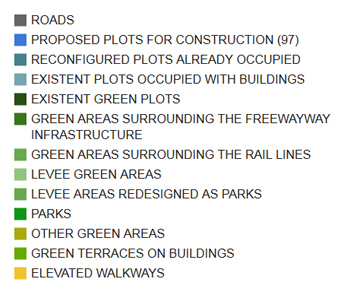 ROADS
PROPOSED PLOTS FOR CONSTRUCTION (97)
RECONFIGURED PLOTS ALREADY OCCUPIED
EXISTENT PLOTS OCCUPIED WITH BUILDINGS
EXISTENT GREEN PLOTS
GREEN AREAS SURROUNDING THE FREEWAYWAY
INFRASTRUCTURE
GREEN AREAS SURROUNDING THE RAIL LINES
LEVEE GREEN AREAS
LEVEE AREAS REDESIGNED AS PARKS
PARKS
OTHER GREEN AREAS
GREEN TERRACES ON BUILDINGS
ELEVATED WALKWAYS